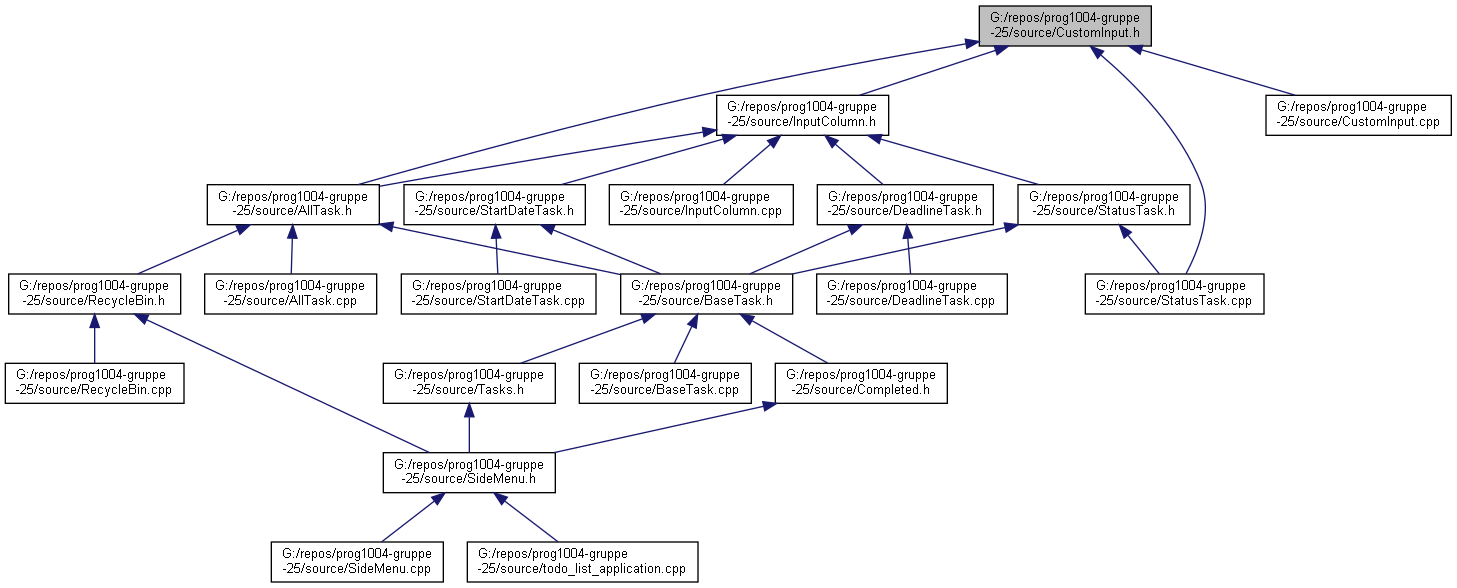 G:/repos/prog1004-gruppe
-25/source/CustomInput.h
G:/repos/prog1004-gruppe
-25/source/InputColumn.h
G:/repos/prog1004-gruppe
-25/source/CustomInput.cpp
G:/repos/prog1004-gruppe
-25/source/AllTask.h
G:/repos/prog1004-gruppe
-25/source/StartDateTask.h
G:/repos/prog1004-gruppe
-25/source/InputColumn.cpp
G:/repos/prog1004-gruppe
-25/source/DeadlineTask.h
G:/repos/prog1004-gruppe
-25/source/StatusTask.h
G:/repos/prog1004-gruppe
-25/source/RecycleBin.h
G:/repos/prog1004-gruppe
-25/source/AllTask.cpp
G:/repos/prog1004-gruppe
-25/source/StartDateTask.cpp
G:/repos/prog1004-gruppe
-25/source/BaseTask.h
G:/repos/prog1004-gruppe
-25/source/DeadlineTask.cpp
G:/repos/prog1004-gruppe
-25/source/StatusTask.cpp
G:/repos/prog1004-gruppe
-25/source/RecycleBin.cpp
G:/repos/prog1004-gruppe
-25/source/Tasks.h
G:/repos/prog1004-gruppe
-25/source/BaseTask.cpp
G:/repos/prog1004-gruppe
-25/source/Completed.h
G:/repos/prog1004-gruppe
-25/source/SideMenu.h
G:/repos/prog1004-gruppe
-25/source/SideMenu.cpp
G:/repos/prog1004-gruppe
-25/source/todo_list_application.cpp